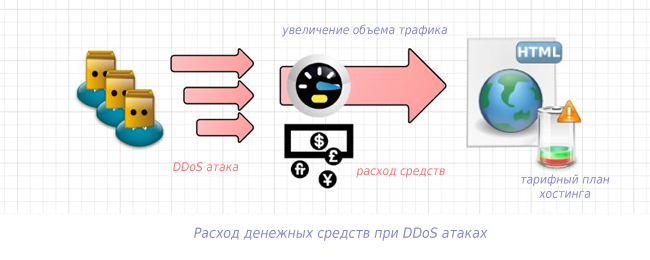 увеличение объема трафика
HTML
DDoS атака
расход средств
тарифный план
хостинга
Расход денежных средств при DDoS атаках